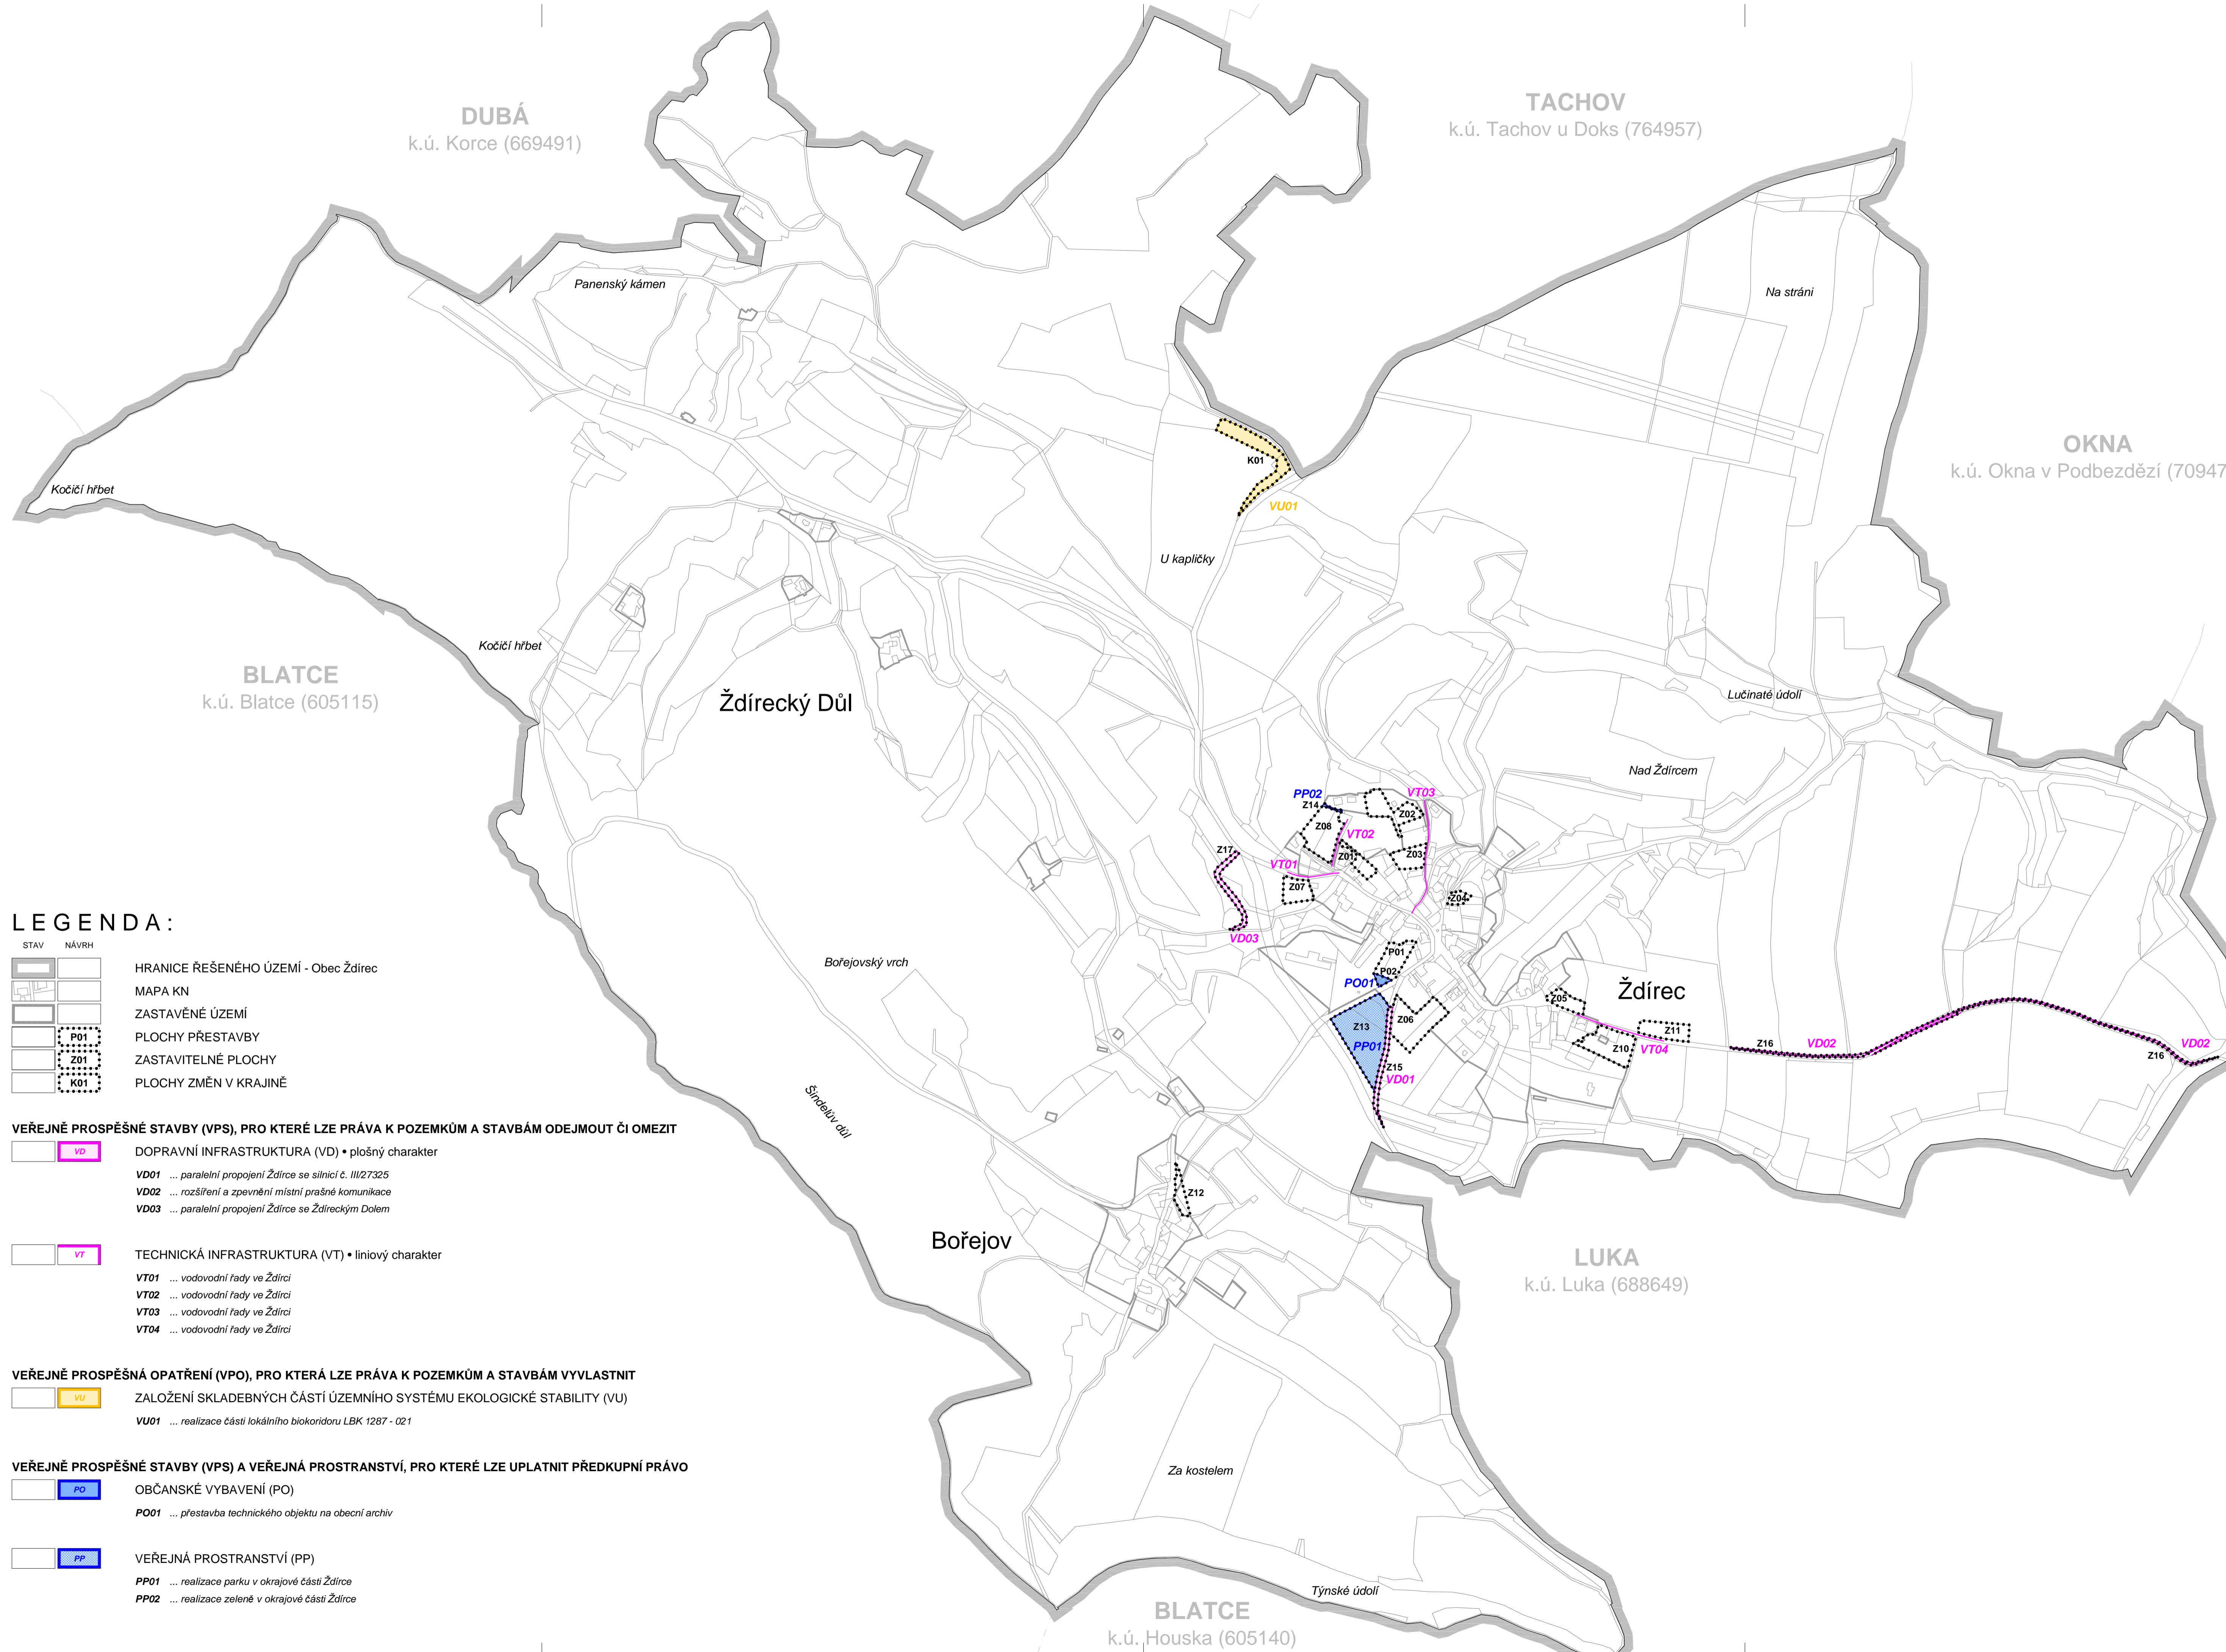 DUBÁ
k.ú. Korce (669491)
TACHOV
k.ú. Tachov u Doks (764957)
Panenský kámen
Na stráni
OKNA
k.ú. Okna v Podbezdězí (70947
K01
VU01
Kočičí hřbet
U kapličky
Kočičí hřbet
BLATCE
k.ú. Blatce (605115)
Ždírecký Důl
Lučinaté údolí
Nad Ždírcem
PP02
Z14
VT03
Z02
Z08
VT02
Z17
Z01
Z03
VT01
Z07
Z04
VD03
P01
P02
PO01
Bořejovský vrch
Ždírec
Z05
Z06
Z13
PP01
Z11
Z10
VT04
Z16
VD02
Z16
VD02
Z15
VD01
Šindelův důl
Z12
Bořejov
LUKA
k.ú. Luka (688649)
Za kostelem
Týnské údolí
BLATCE
k.ú. Houska (605140)
LEGENDA:
STAV NÁVRH
HRANICE ŘEŠENÉHO ÚZEMÍ - Obec Ždírec
MAPA KN
ZASTAVĚNÉ ÚZEMÍ
P01 PLOCHY PŘESTAVBY
Z01 ZASTAVITELNÉ PLOCHY
K01 PLOCHY ZMĚN V KRAJINĚ
VEŘEJNĚ PROSPĚŠNÉ STAVBY (VPS), PRO KTERÉ LZE PRÁVA K POZEMKŮM A STAVBÁM ODEJMOUT ČI OMEZIT
VD DOPRAVNÍ INFRASTRUKTURA (VD) • plošný charakter
VD01 ... paralelní propojení Ždírce se silnicí č. III/27325
VD02 ... rozšíření a zpevnění místní prašné komunikace
VD03 ... paralelní propojení Ždírce se Ždíreckým Dolem
VT TECHNICKÁ INFRASTRUKTURA (VT) • liniový charakter
VT01 ... vodovodní řady ve Ždírci
VT02 ... vodovodní řady ve Ždírci
VT03 ... vodovodní řady ve Ždírci
VT04 ... vodovodní řady ve Ždírci
VEŘEJNĚ PROSPĚŠNÁ OPATŘENÍ (VPO), PRO KTERÁ LZE PRÁVA K POZEMKŮM A STAVBÁM VYVLASTNIT
VU ZALOŽENÍ SKLADEBNÝCH ČÁSTÍ ÚZEMNÍHO SYSTÉMU EKOLOGICKÉ STABILITY (VU)
VU01 ... realizace části lokálního biokoridoru LBK 1287 - 021
VEŘEJNĚ PROSPĚŠNÉ STAVBY (VPS) A VEŘEJNÁ PROSTRANSTVÍ, PRO KTERÉ LZE UPLATNIT PŘEDKUPNÍ PRÁVO
PO OBČANSKÉ VYBAVENÍ (PO)
PO01 ... přestavba technického objektu na obecní archiv
PP VEŘEJNÁ PROSTRANSTVÍ (PP)
PP01 ... realizace parku v okrajové části Ždírce
PP02 ... realizace zeleně v okrajové části Ždírce